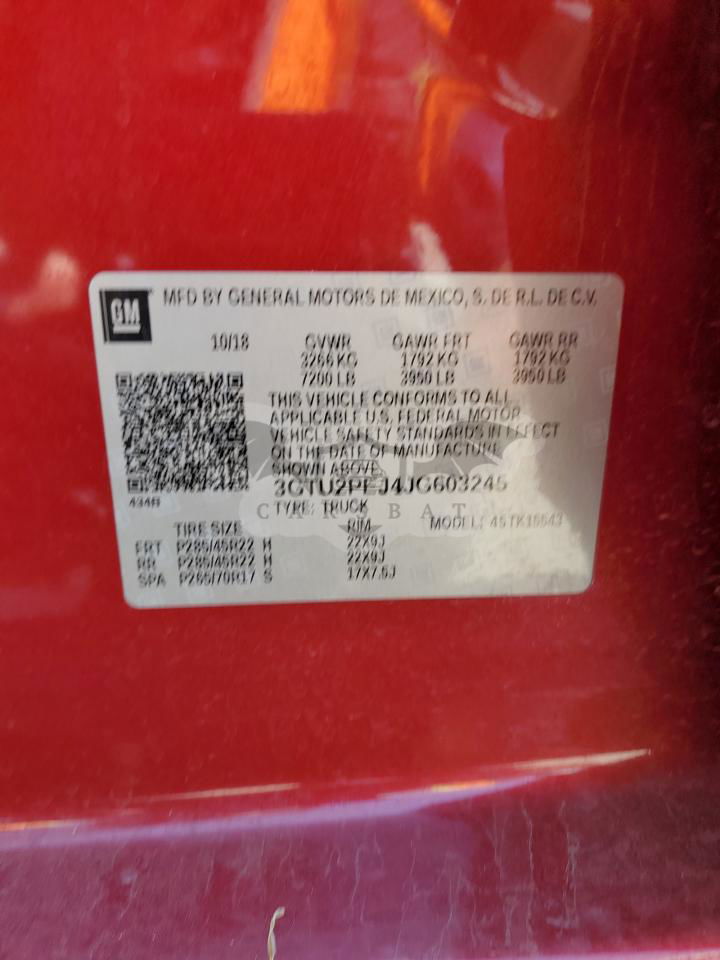 GM
MFD BY GENERAL MOTORS DE MEXICO, S. DE R.L. DE C.V.
10/18 GVWR GAWR FRT GAWR RR
3266 KG 1792 KG 1792 KG
7200 LB 3950 LB 3950 LB
THIS VEHICLE CONFORMS TO ALL
APPLICABLE U.S. FEDERAL MOTOR
VEHICLE SAFETY STANDARDS IN EFFECT
ON THE DATE OF MANUFACTURE
SHOWN ABOVE.
3GTU2PEJ4JG603245
TYPE: TRUCK MODEL:
CARSBAT
TIRE SIZE RIM
FRT P285/45R22 H 22X9J
RR P285/45R22 H 22X9J
SPA P265/70R17 S 17X7.5J